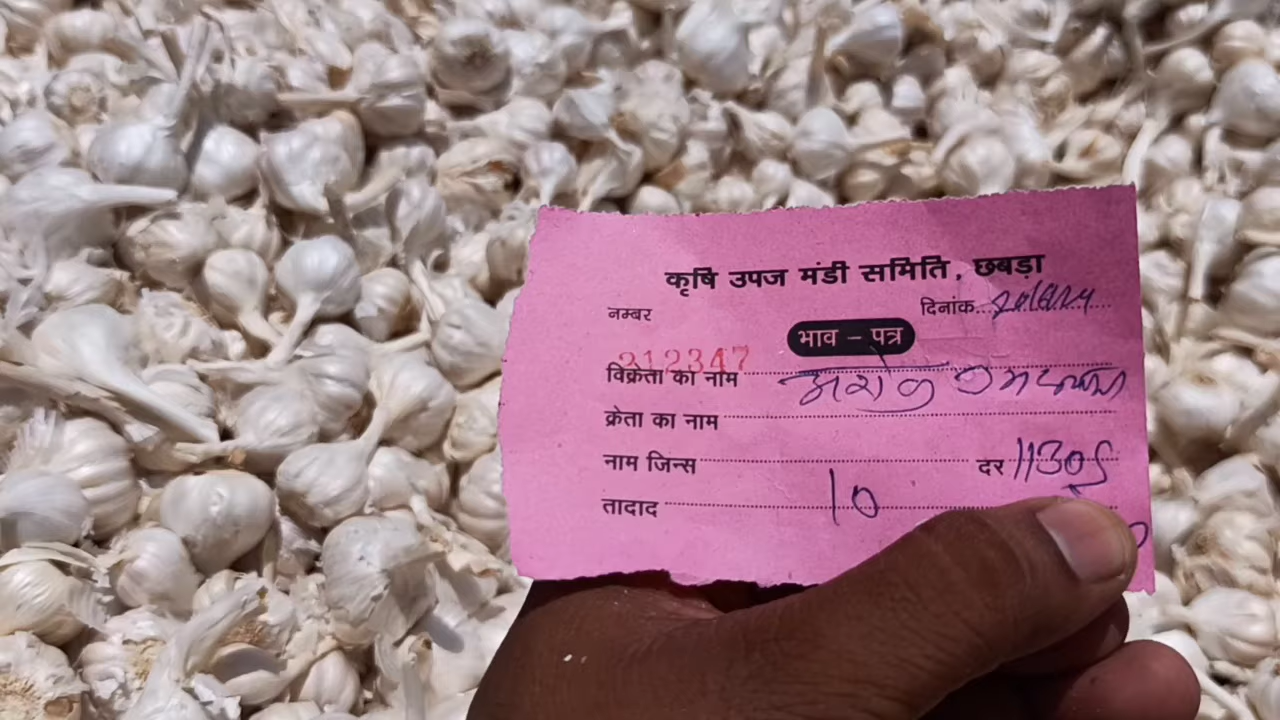 कृषि उपज मंडी समिति, छबड़ा
नम्बर दिनांक
भाव - पत्र
212347
विक्रेता का नाम
क्रेता का नाम
नाम जिन्स दर 11305
तादाद 10